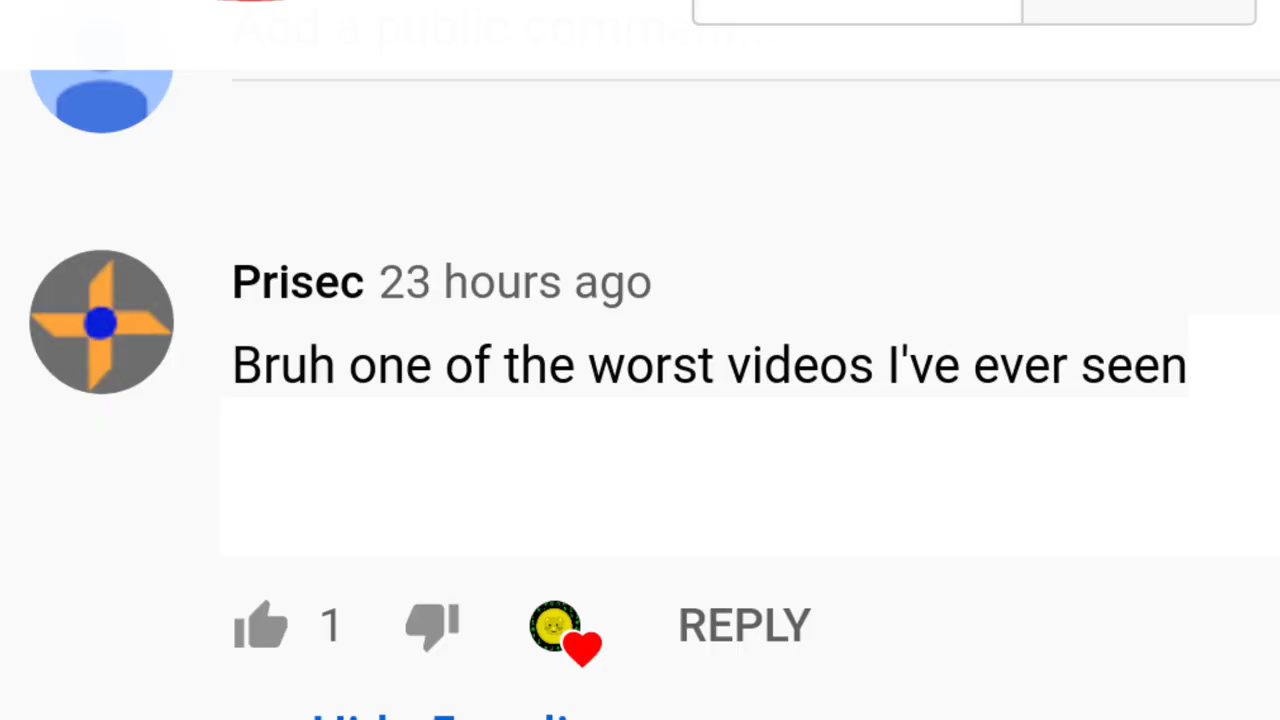 Add a public comment...
Prisec 23 hours ago
Bruh one of the worst videos I've ever seen
1 REPLY